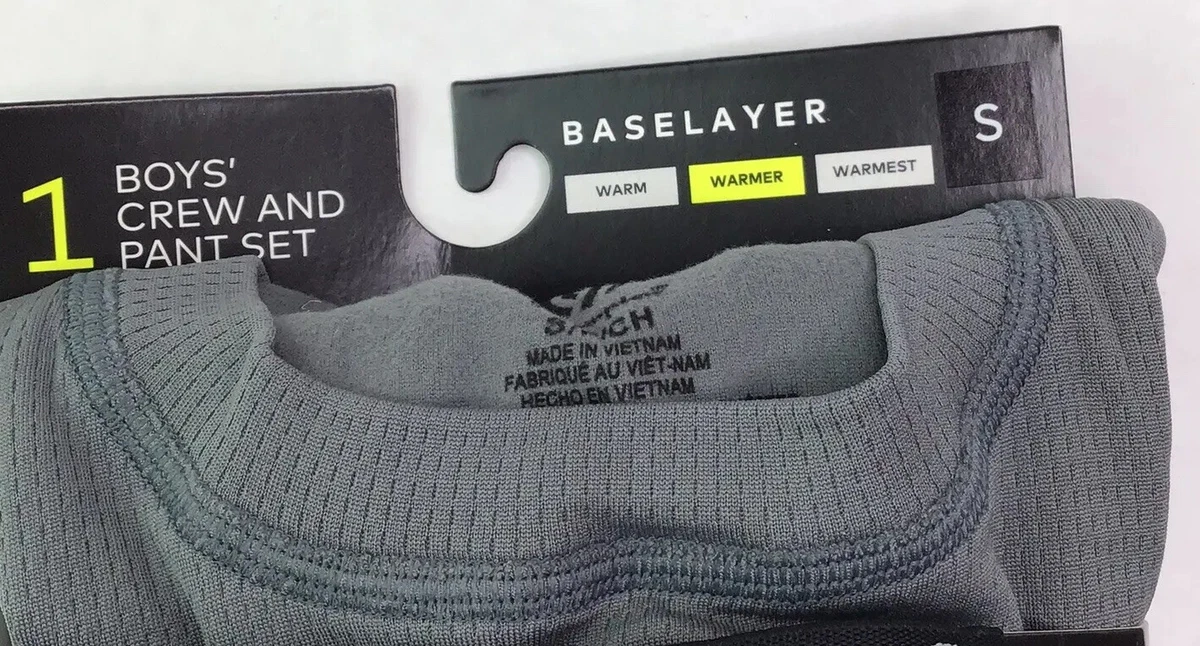 1
BOYS'
CREW AND
PANT SET
BASELAYER
WARM
WARMER
WARMEST
S
MADE IN VIETNAM
FABRIQUÉ AU VIÊT-NAM
HECHO EN VIETNAM